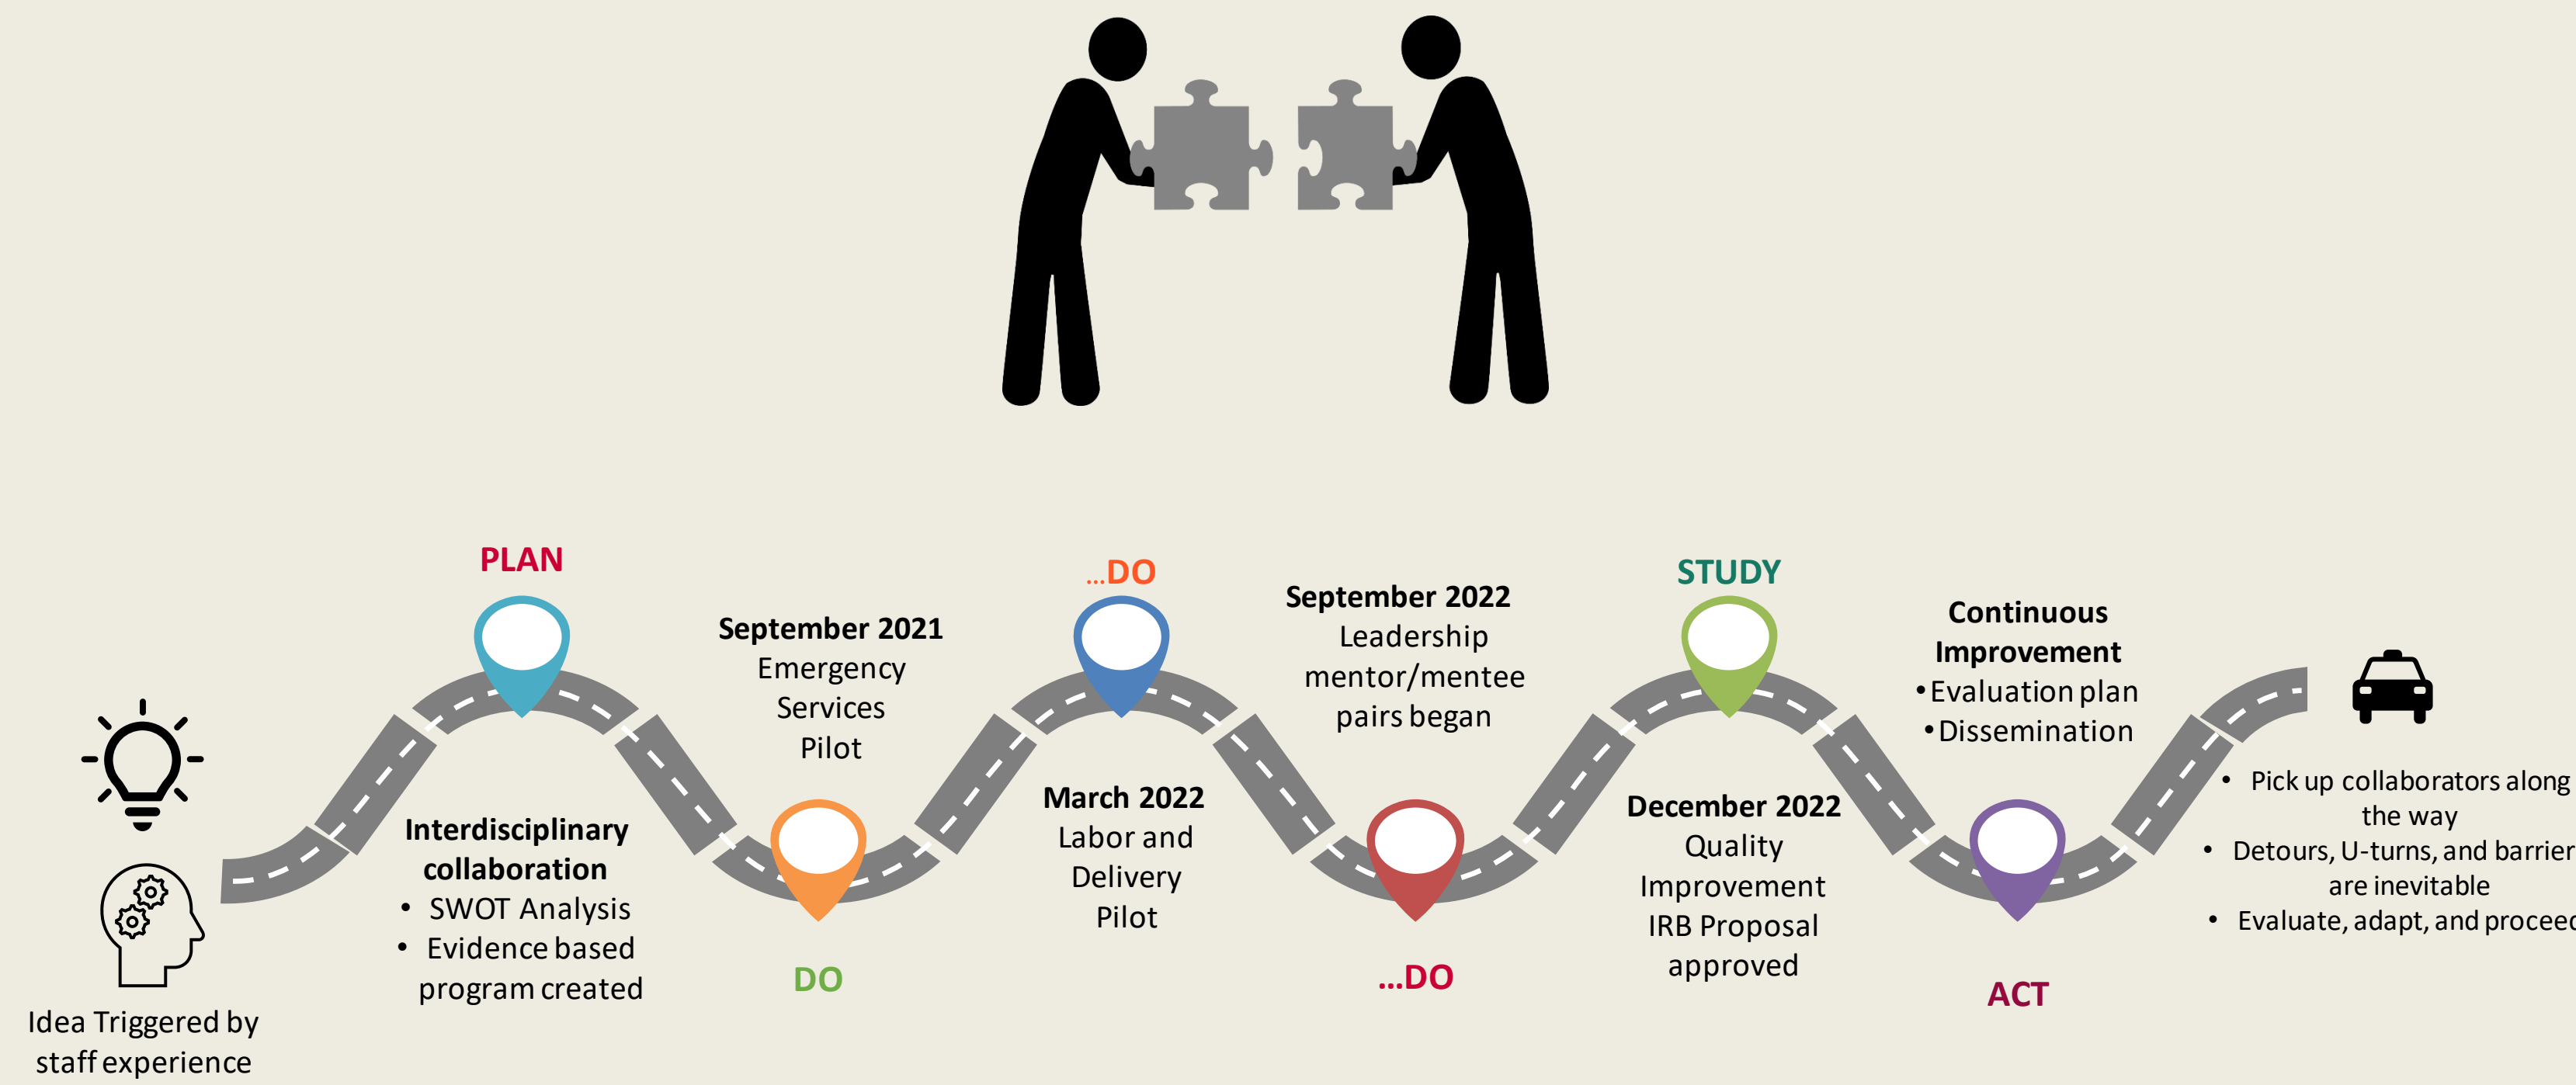 Idea Triggered by
staff experience
PLAN
Interdisciplinary
collaboration
• SWOT Analysis
• Evidence based
program created
September 2021
Emergency
Services
Pilot
DO
...DO
March 2022
Labor and
Delivery
Pilot
September 2022
Leadership
mentor/mentee
pairs began
...DO
STUDY
December 2022
Quality
Improvement
IRB Proposal
approved
Continuous
Improvement
• Evaluation plan
• Dissemination
ACT
• Pick up collaborators along
the way
• Detours, U-turns, and barrier
are inevitable
• Evaluate, adapt, and proceed